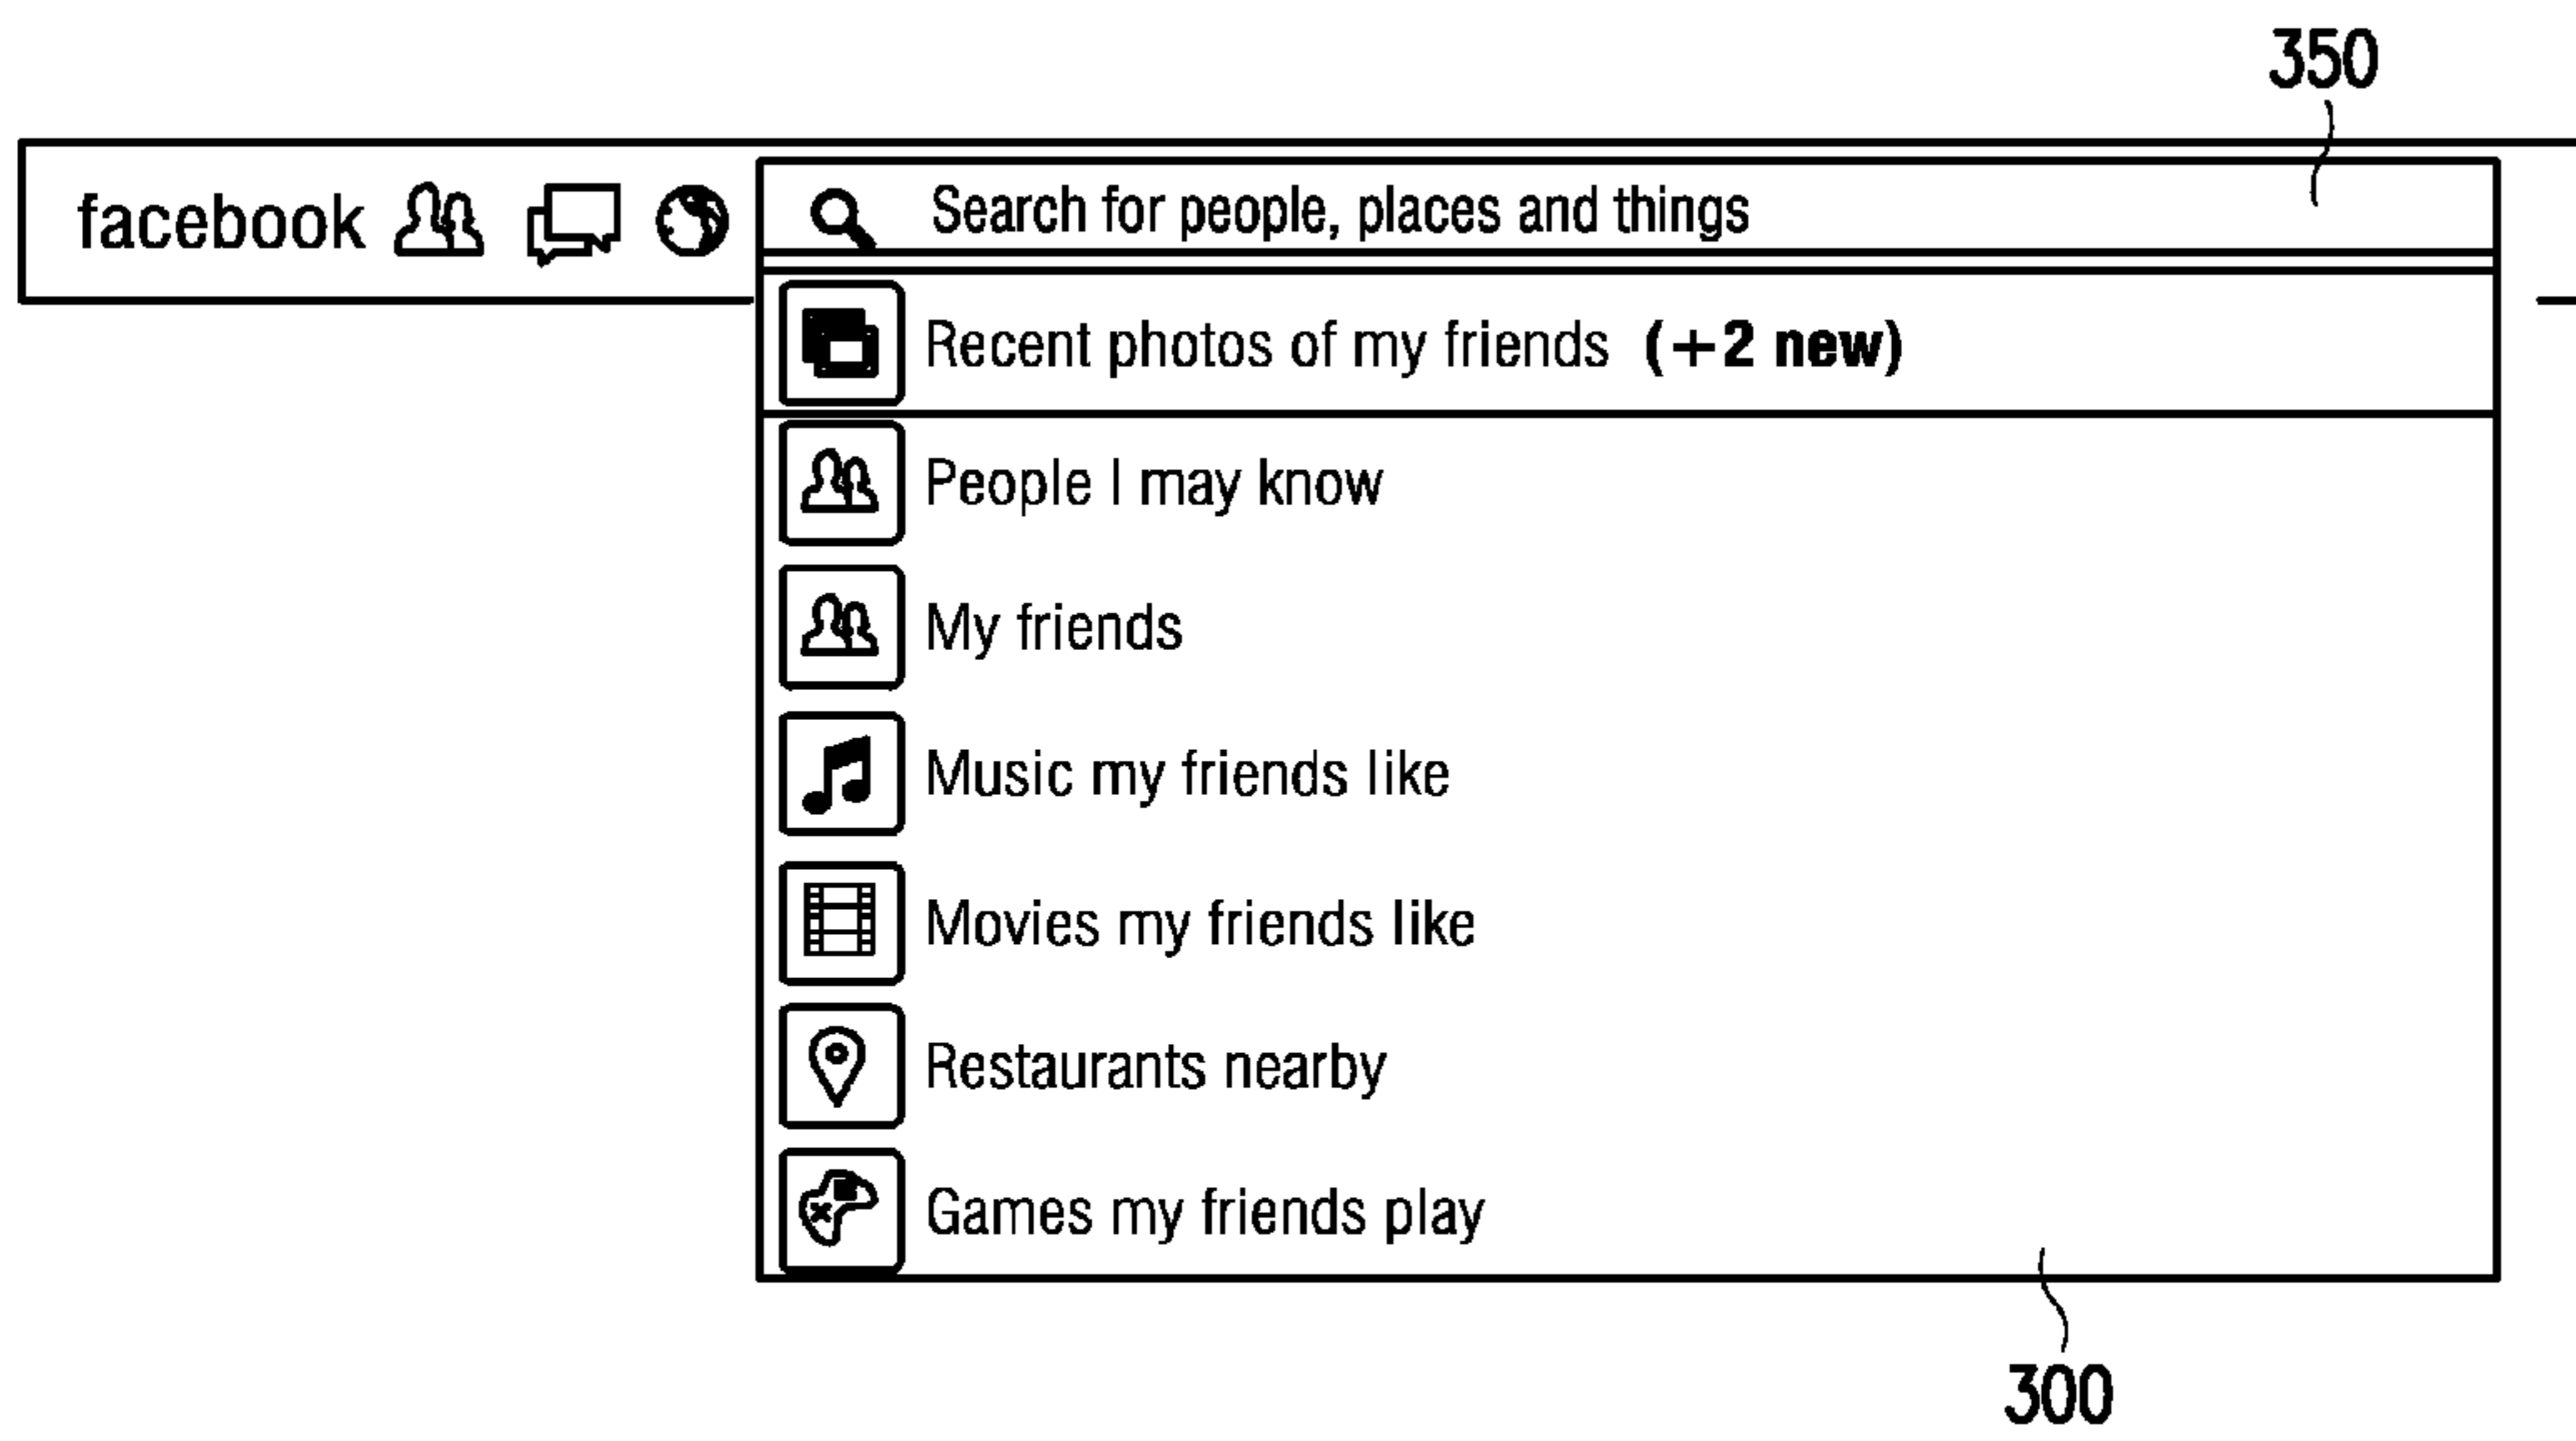 350
facebook
Search for people, places and things
Recent photos of my friends (+2 new)
People I may know
My friends
Music my friends like
Movies my friends like
Restaurants nearby
Games my friends play
300